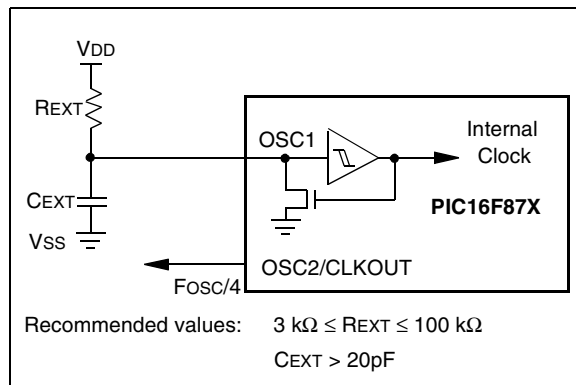 VDD
REXT
OSC1
Internal
Clock
CEXT
PIC16F87X
VSS
OSC2/CLKOUT
FOSC/4
Recommended values: 3 kΩ ≤ REXT ≤ 100 kΩ
CEXT > 20pF